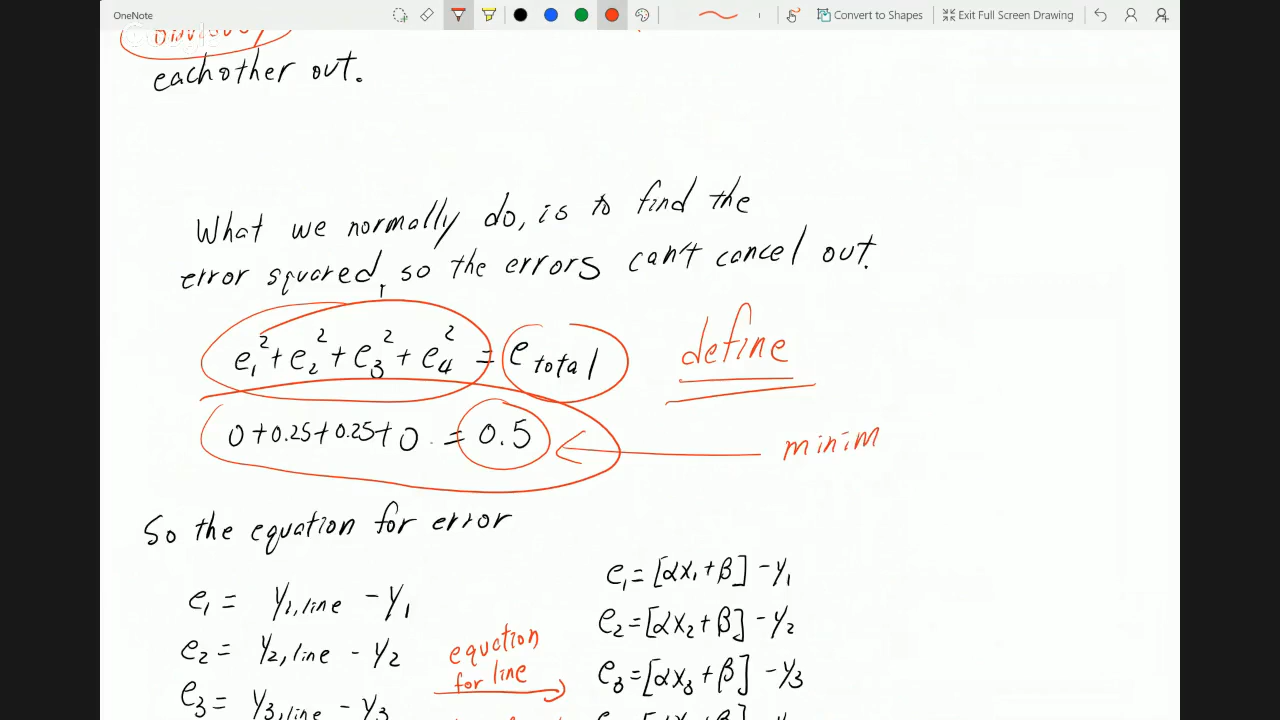 OneNote
Convert to Shapes
Exit Full Screen Drawing
eachother out.
What we normally do, is to find the
error squared, so the errors can't cancel out.
e₁² + e₂² + e₃² + e₄² = e total
define
0 + 0.25 + 0.25 + 0 = 0.5
minim
So the equation for error
e₁ = y₁,line - y₁
e₂ = y₂,line - y₂
e₃ = y₃,line - y₃
equation
for line
e₁ = [αx₁ + β] - y₁
e₂ = [αx₂ + β] - y₂
e₃ = [αx₃ + β] - y₃